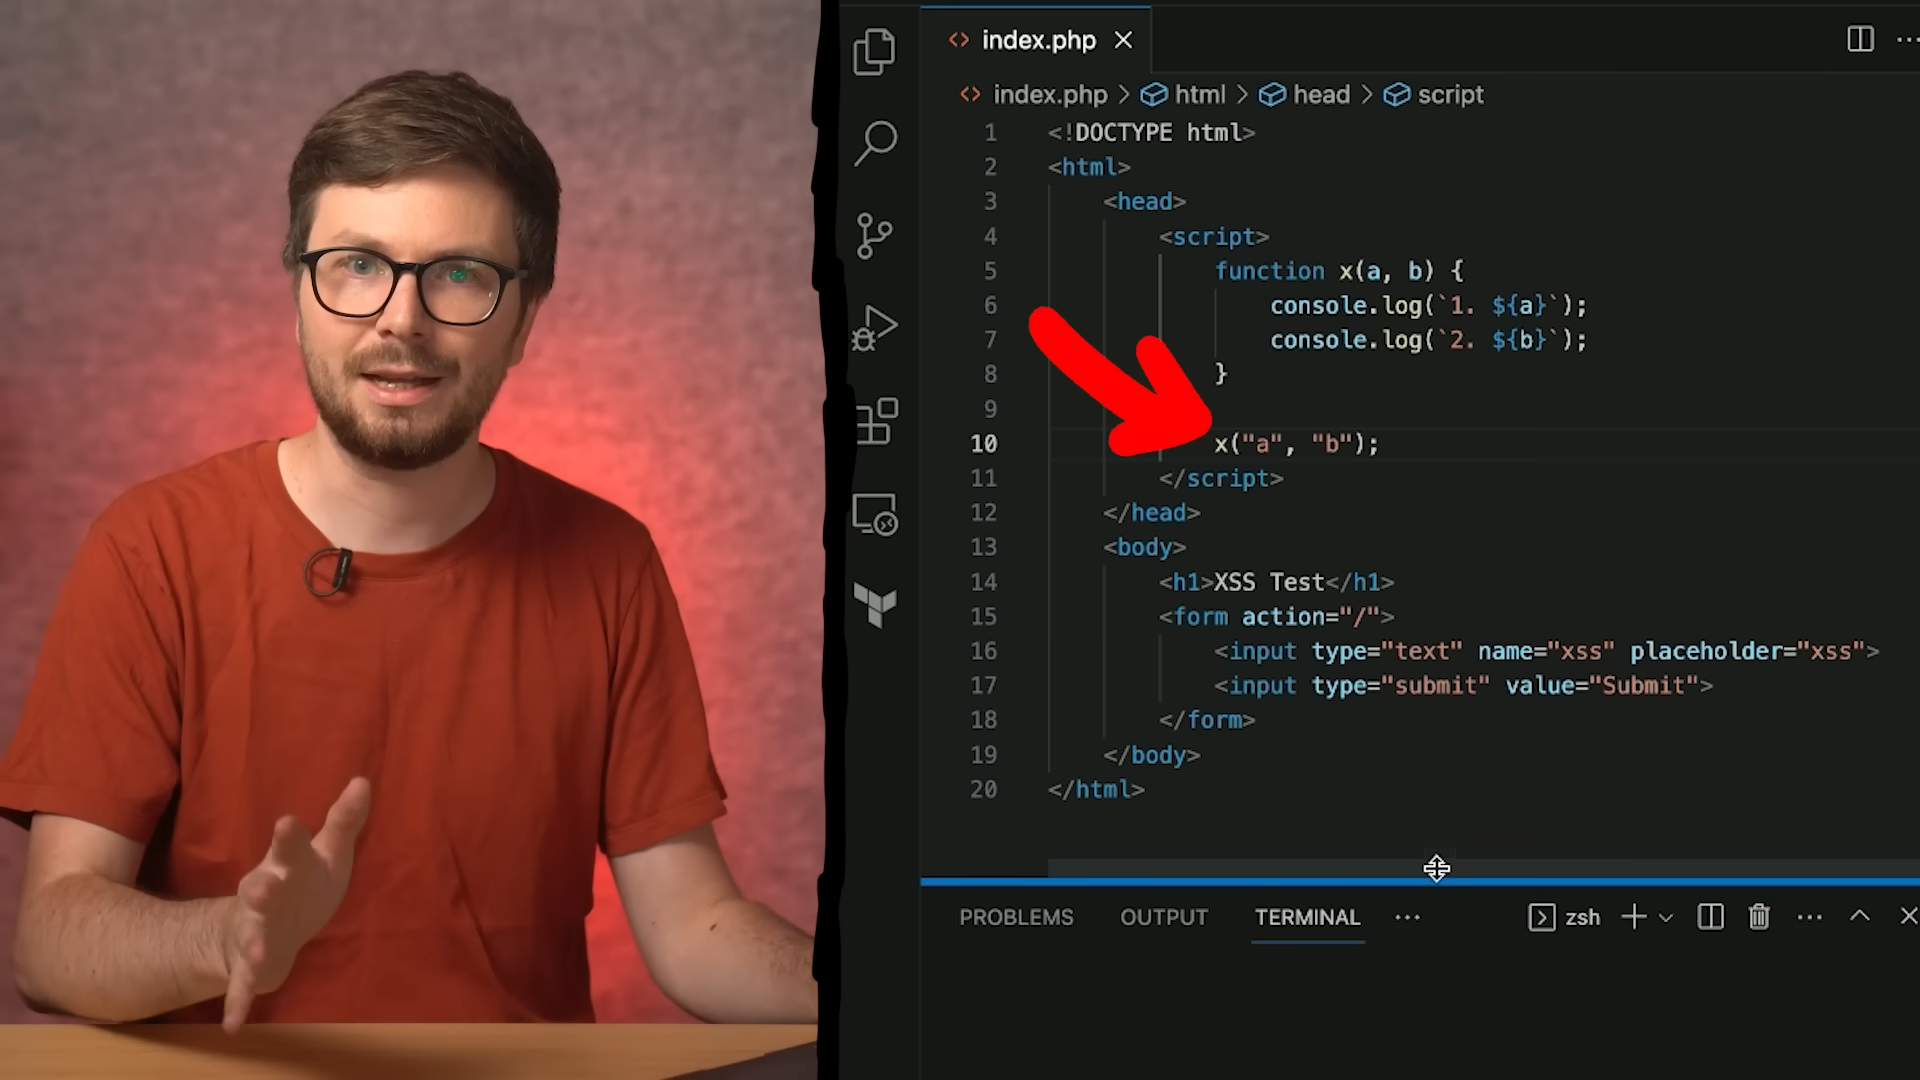 index.php
index.php > html > head > script
1 <!DOCTYPE html>
2 <html>
3 <head>
4 <script>
5 function x(a, b) {
6 console.log(`1. ${a}`);
7 console.log(`2. ${b}`);
8 }
9
10 x("a", "b");
11 </script>
12 </head>
13 <body>
14 <h1>XSS Test</h1>
15 <form action="/">
16 <input type="text" name="xss" placeholder="xss">
17 <input type="submit" value="Submit">
18 </form>
19 </body>
20 </html>
PROBLEMS OUTPUT TERMINAL zsh